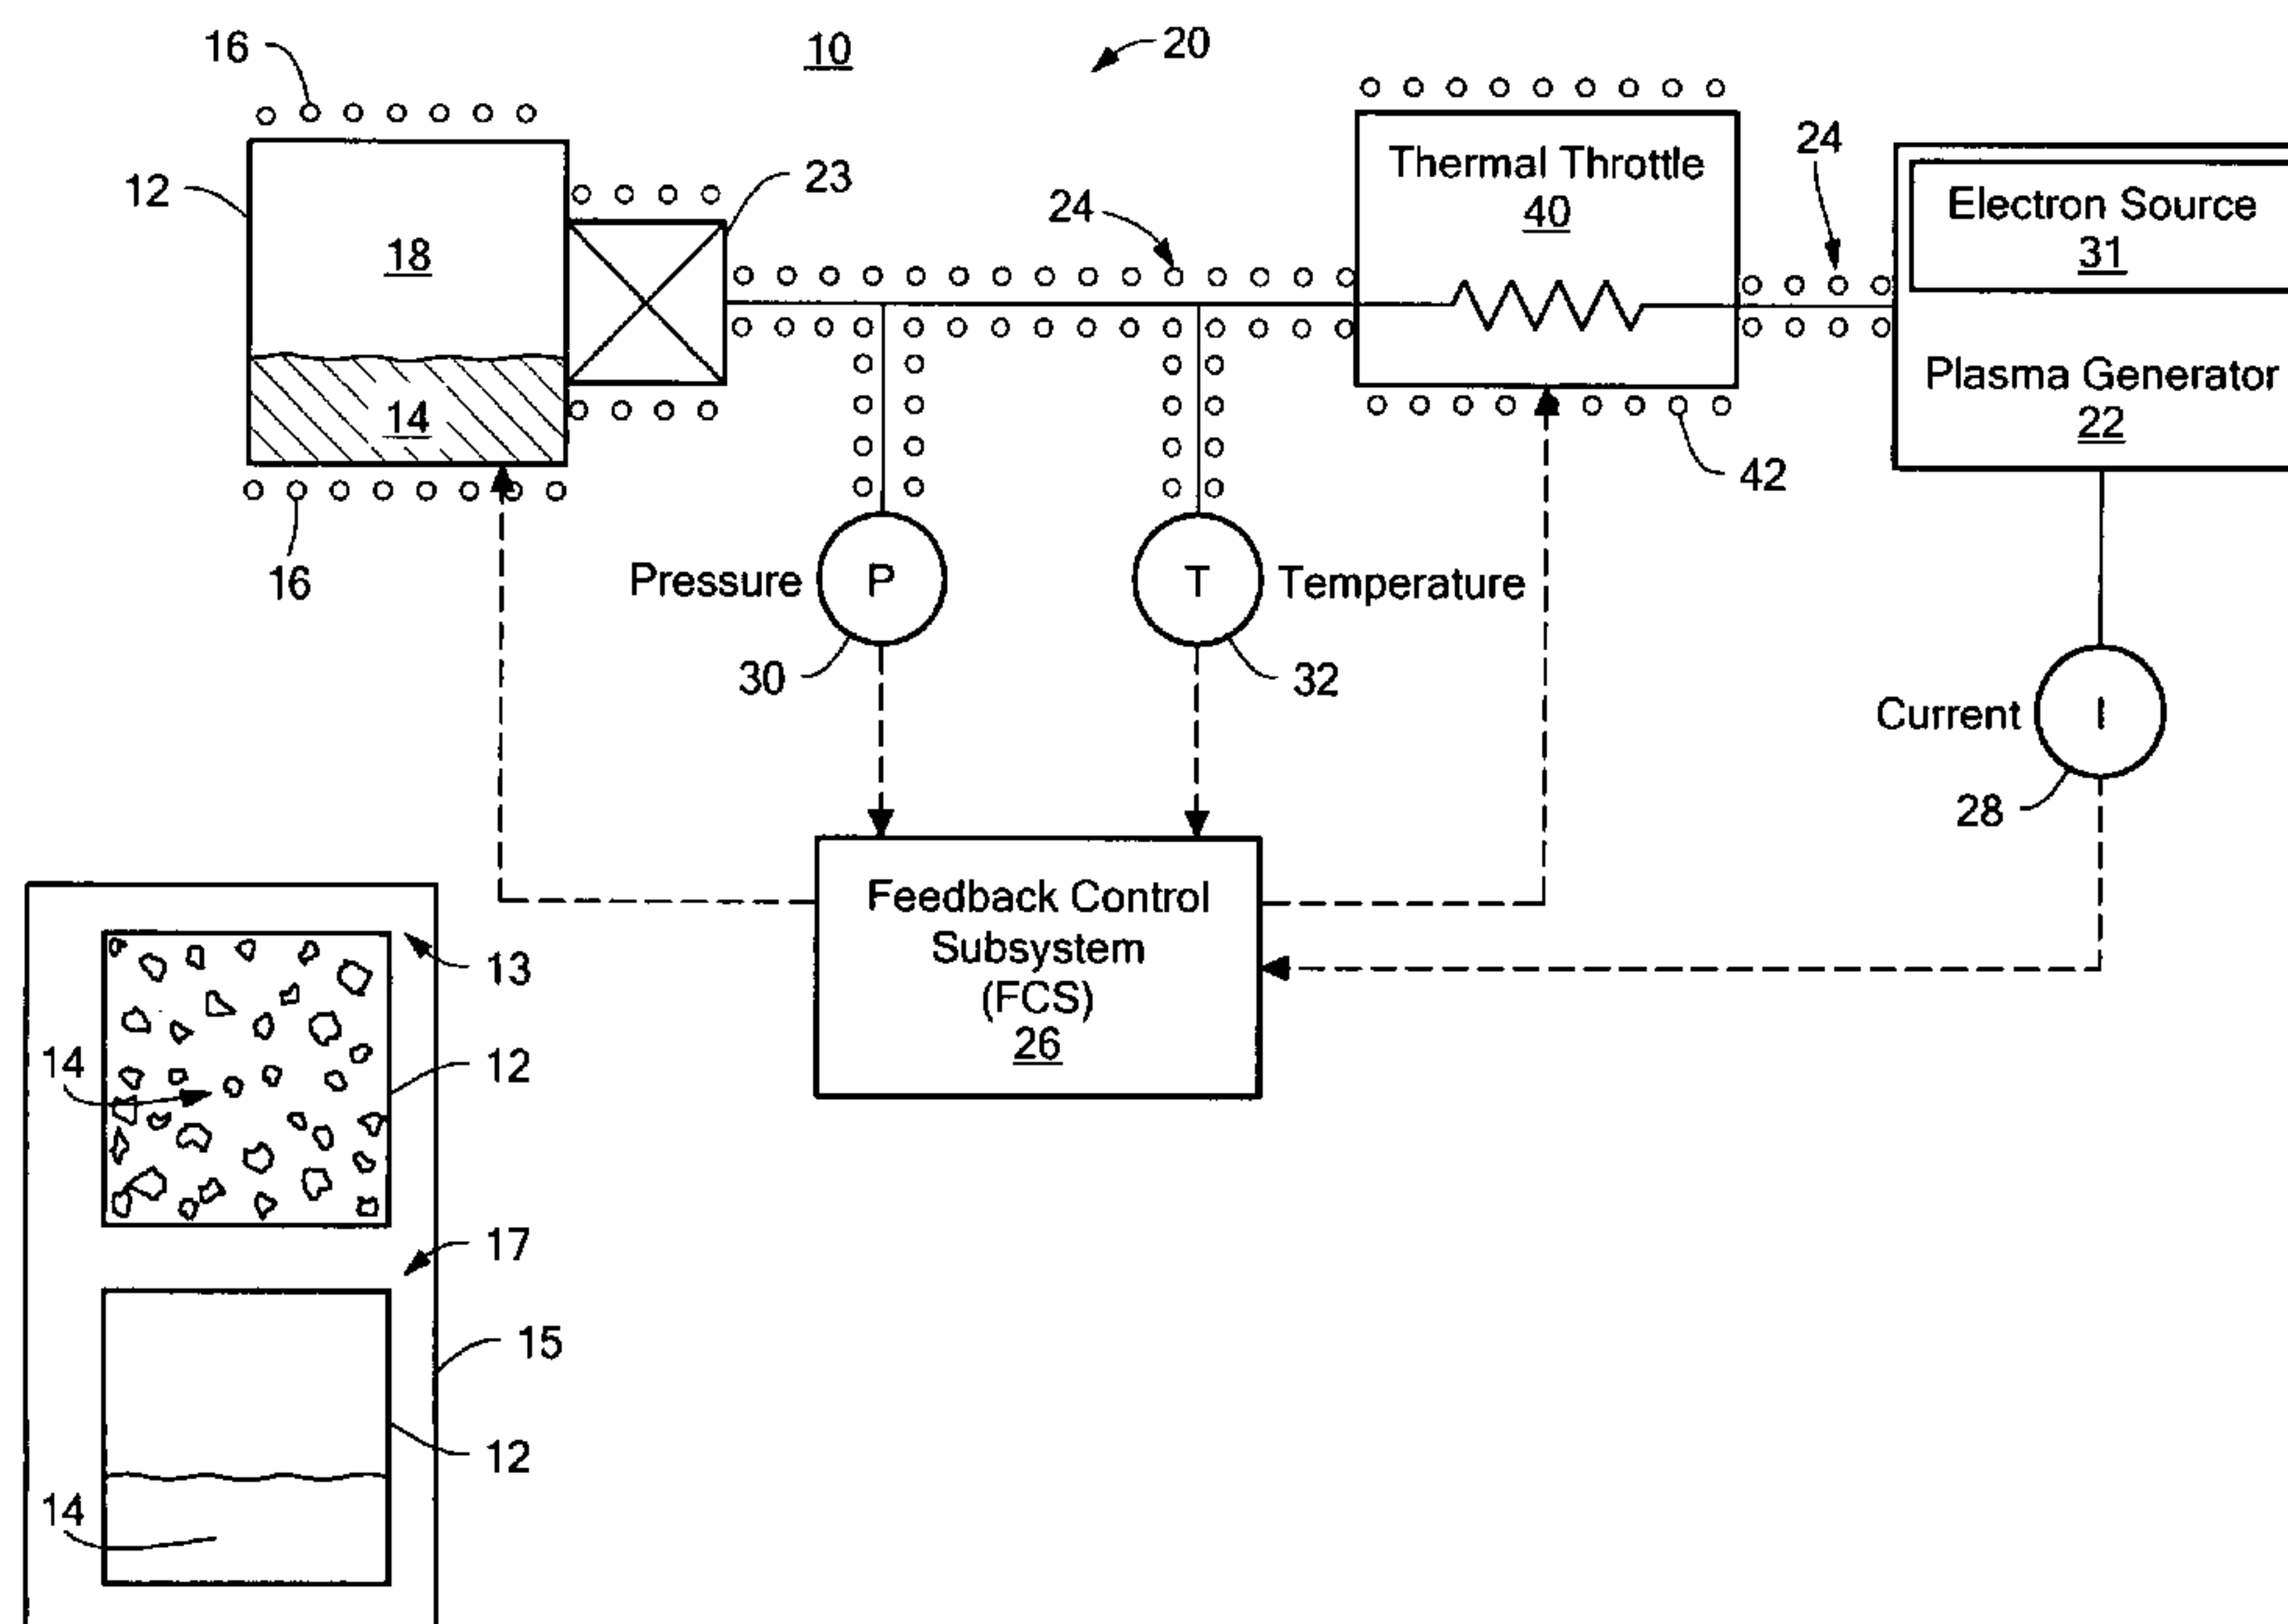 16
10
20
12
18
14
16
23
24
Thermal Throttle
40
42
24
Electron Source
31
Plasma Generator
22
Pressure
P
30
T
Temperature
32
Current
I
28
Feedback Control
Subsystem
(FCS)
26
13
14
12
17
15
12
14